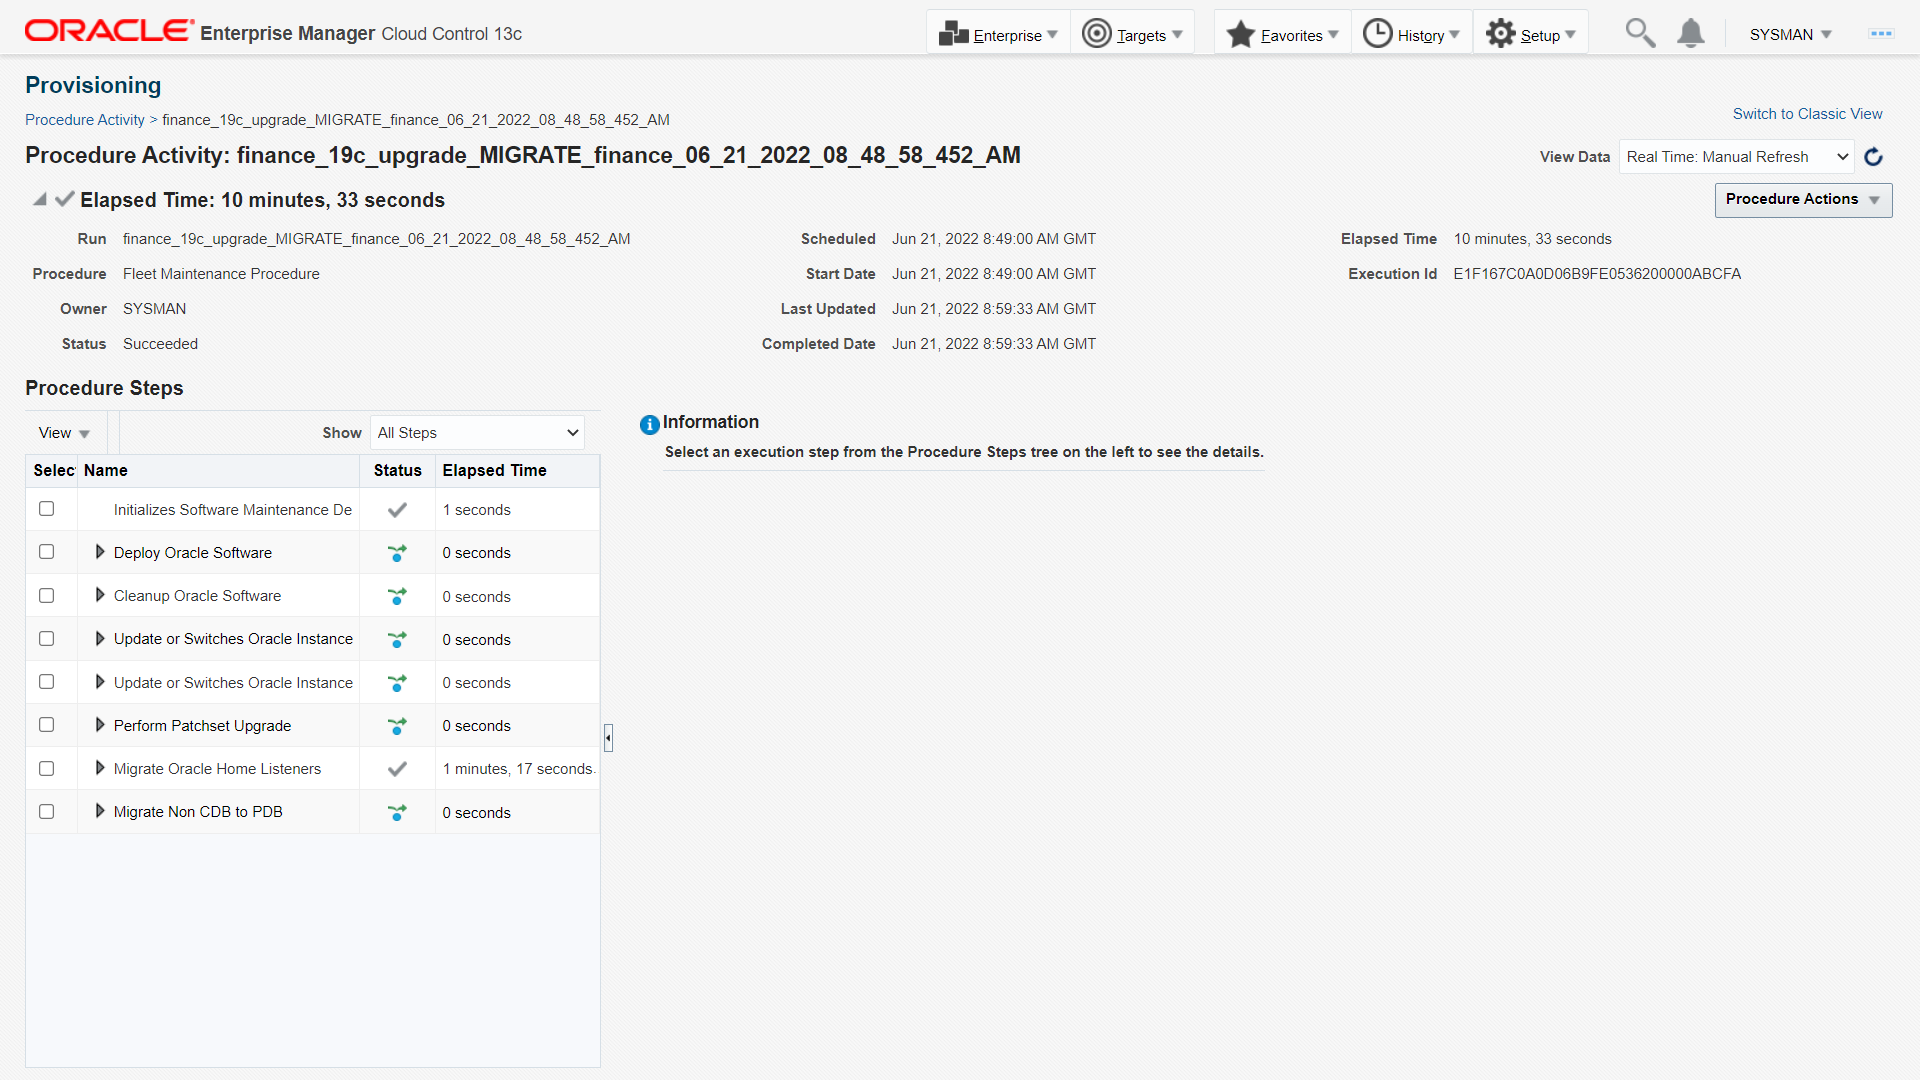 ORACLE Enterprise Manager Cloud Control 13c
Enterprise Targets Favorites History Setup SYSMAN
Provisioning
Switch to Classic View
Procedure Activity > finance_19c_upgrade_MIGRATE_finance_06_21_2022_08_48_58_452_AM
Procedure Activity: finance_19c_upgrade_MIGRATE_finance_06_21_2022_08_48_58_452_AM
View Data Real Time: Manual Refresh
Elapsed Time: 10 minutes, 33 seconds
Procedure Actions
Run finance_19c_upgrade_MIGRATE_finance_06_21_2022_08_48_58_452_AM
Procedure Fleet Maintenance Procedure
Owner SYSMAN
Status Succeeded
Scheduled Jun 21, 2022 8:49:00 AM GMT
Start Date Jun 21, 2022 8:49:00 AM GMT
Last Updated Jun 21, 2022 8:59:33 AM GMT
Completed Date Jun 21, 2022 8:59:33 AM GMT
Elapsed Time 10 minutes, 33 seconds
Execution Id E1F167C0A0D06B9FE0536200000ABCFA
Procedure Steps
View Show All Steps
Selec Name Status Elapsed Time
Initializes Software Maintenance De 1 seconds
Deploy Oracle Software 0 seconds
Cleanup Oracle Software 0 seconds
Update or Switches Oracle Instance 0 seconds
Update or Switches Oracle Instance 0 seconds
Perform Patchset Upgrade 0 seconds
Migrate Oracle Home Listeners 1 minutes, 17 seconds
Migrate Non CDB to PDB 0 seconds
Information
Select an execution step from the Procedure Steps tree on the left to see the details.